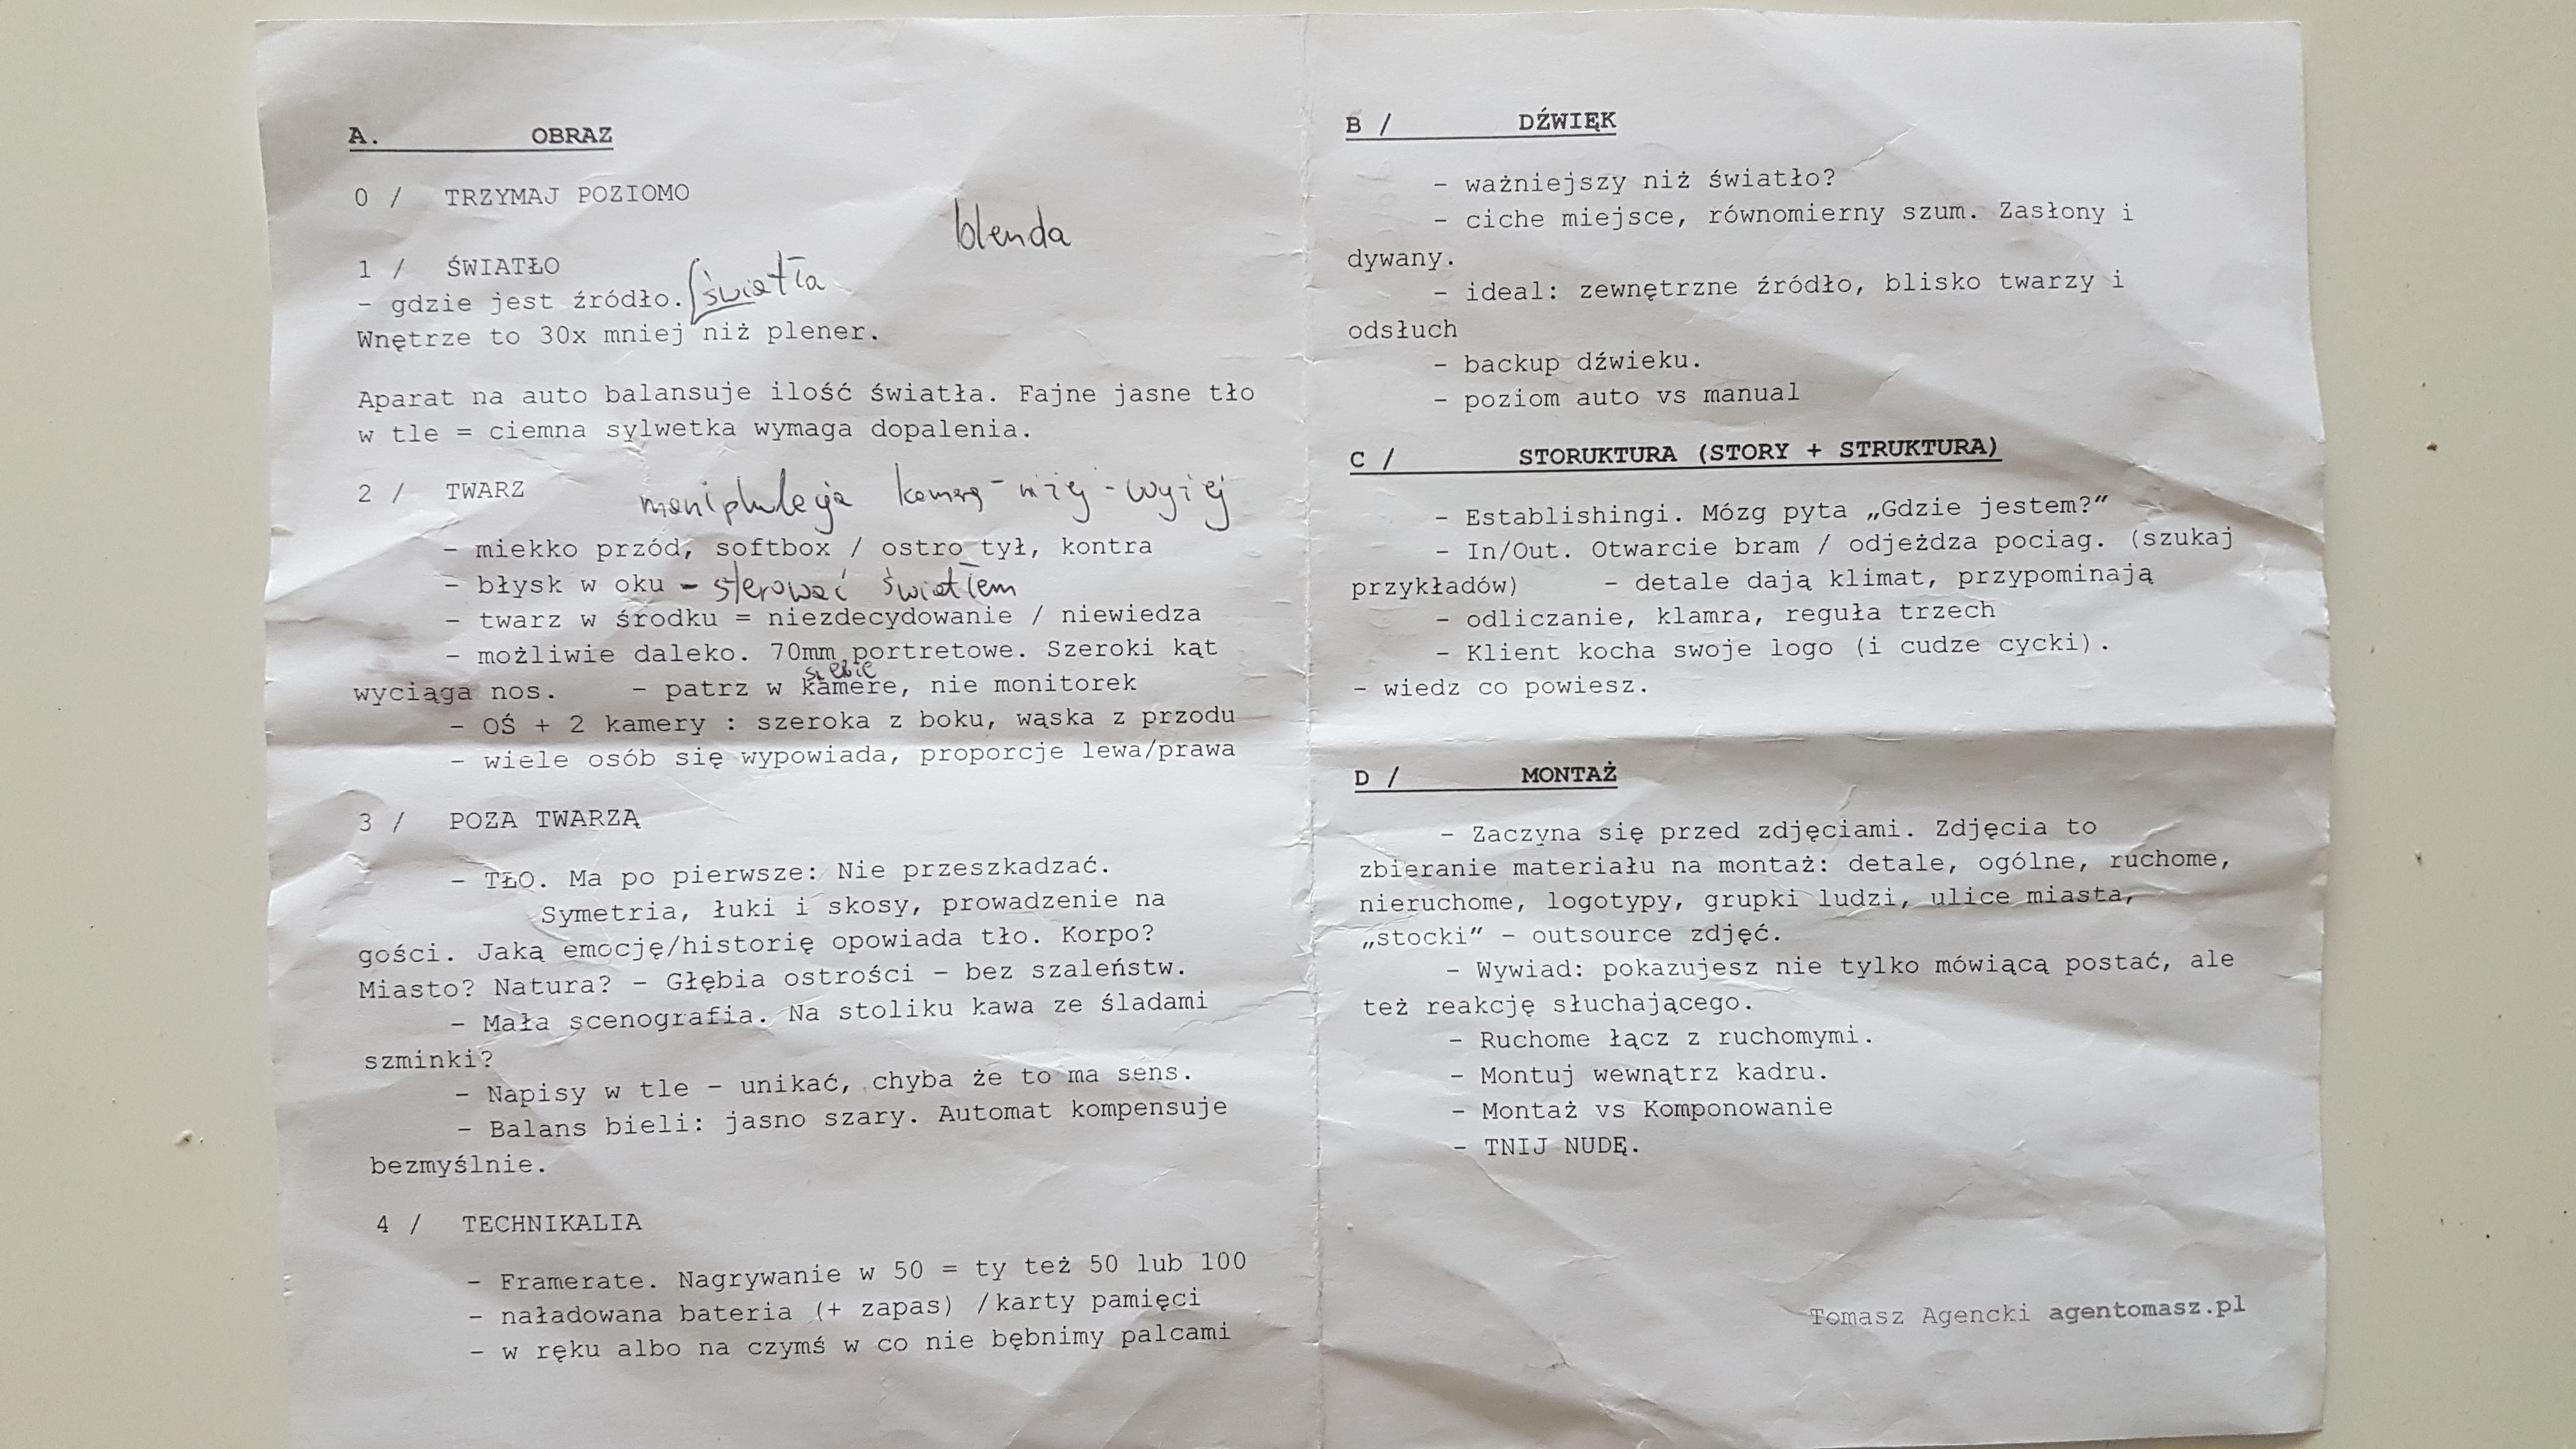 A. OBRAZ
0 / TRZYMAJ POZIOMO
blenda
1 / ŚWIATŁO
- gdzie jest źródło. światła
Wnętrze to 30x mniej niż plener.
Aparat na auto balansuje ilość światła. Fajne jasne tło
w tle = ciemna sylwetka wymaga dopalenia.
2 / TWARZ
manipulacja kamerą - niżej - wyżej
- miekko przód, softbox / ostro tył, kontra
- błysk w oku - sterować światłem
- twarz w środku = niezdecydowanie / niewiedza
- możliwie daleko. 70mm portretowe. Szeroki kąt
siebie
wyciąga nos. - patrz w kamere, nie monitorek
- OŚ + 2 kamery : szeroka z boku, wąska z przodu
- wiele osób się wypowiada, proporcje lewa/prawa
3 / POZA TWARZĄ
- TŁO. Ma po pierwsze: Nie przeszkadzać.
Symetria, łuki i skosy, prowadzenie na
gości. Jaką emocję/historię opowiada tło. Korpo?
Miasto? Natura? - Głębia ostrości - bez szaleństw.
- Mała scenografia. Na stoliku kawa ze śladami
szminki?
- Napisy w tle - unikać, chyba że to ma sens.
- Balans bieli: jasno szary. Automat kompensuje
bezmyślnie.
4 / TECHNIKALIA
- Framerate. Nagrywanie w 50 = ty też 50 lub 100
- naładowana bateria (+ zapas) /karty pamięci
- w ręku albo na czymś w co nie bębnimy palcami
B / DŹWIĘK
- ważniejszy niż światło?
- ciche miejsce, równomierny szum. Zasłony i
dywany.
- ideal: zewnętrzne źródło, blisko twarzy i
odsłuch
- backup dźwieku.
- poziom auto vs manual
C / STORUKTURA (STORY + STRUKTURA)
- Establishingi. Mózg pyta „Gdzie jestem?"
- In/Out. Otwarcie bram / odjeżdza pociag. (szukaj
przykładów) - detale dają klimat, przypominają
- odliczanie, klamra, reguła trzech
- Klient kocha swoje logo (i cudze cycki).
- wiedz co powiesz.
D / MONTAŻ
- Zaczyna się przed zdjęciami. Zdjęcia to
zbieranie materiału na montaż: detale, ogólne, ruchome,
nieruchome, logotypy, grupki ludzi, ulice miasta,
„stocki" - outsource zdjęć.
- Wywiad: pokazujesz nie tylko mówiącą postać, ale
też reakcję słuchającego.
- Ruchome łącz z ruchomymi.
- Montuj wewnątrz kadru.
- Montaż vs Komponowanie
- TNIJ NUDĘ.
Tomasz Agencki agentomasz.pl